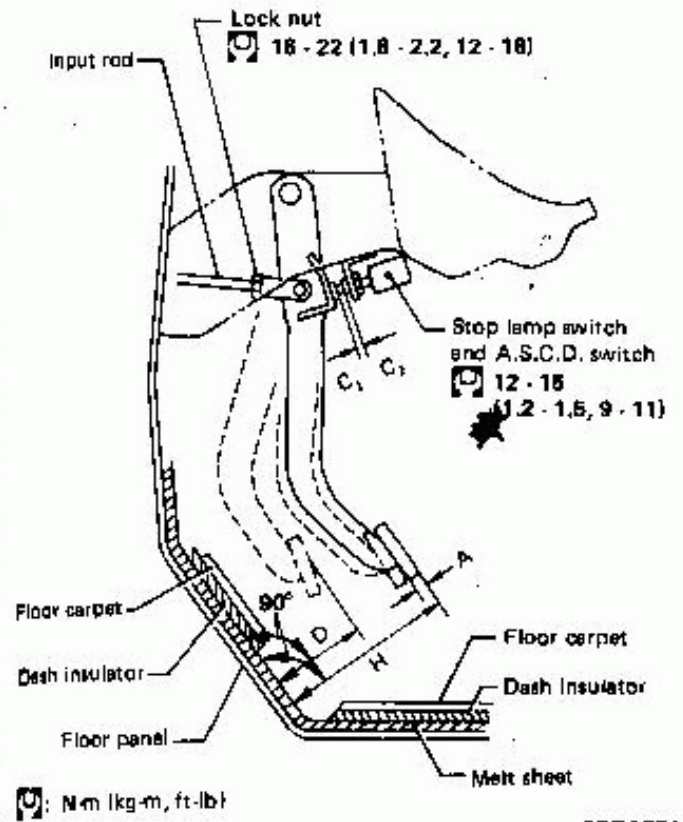 Lock nut
16 - 22 (1.6 - 2.2, 12 - 16)
Input rod
Stop lamp switch
and A.S.C.D. switch
12 - 15
(1.2 - 1.5, 9 - 11)
C₁ C₂
A
90°
D
H
Floor carpet
Dash insulator
Floor panel
Floor carpet
Dash Insulator
Melt sheet
: N·m (kg-m, ft-lb)